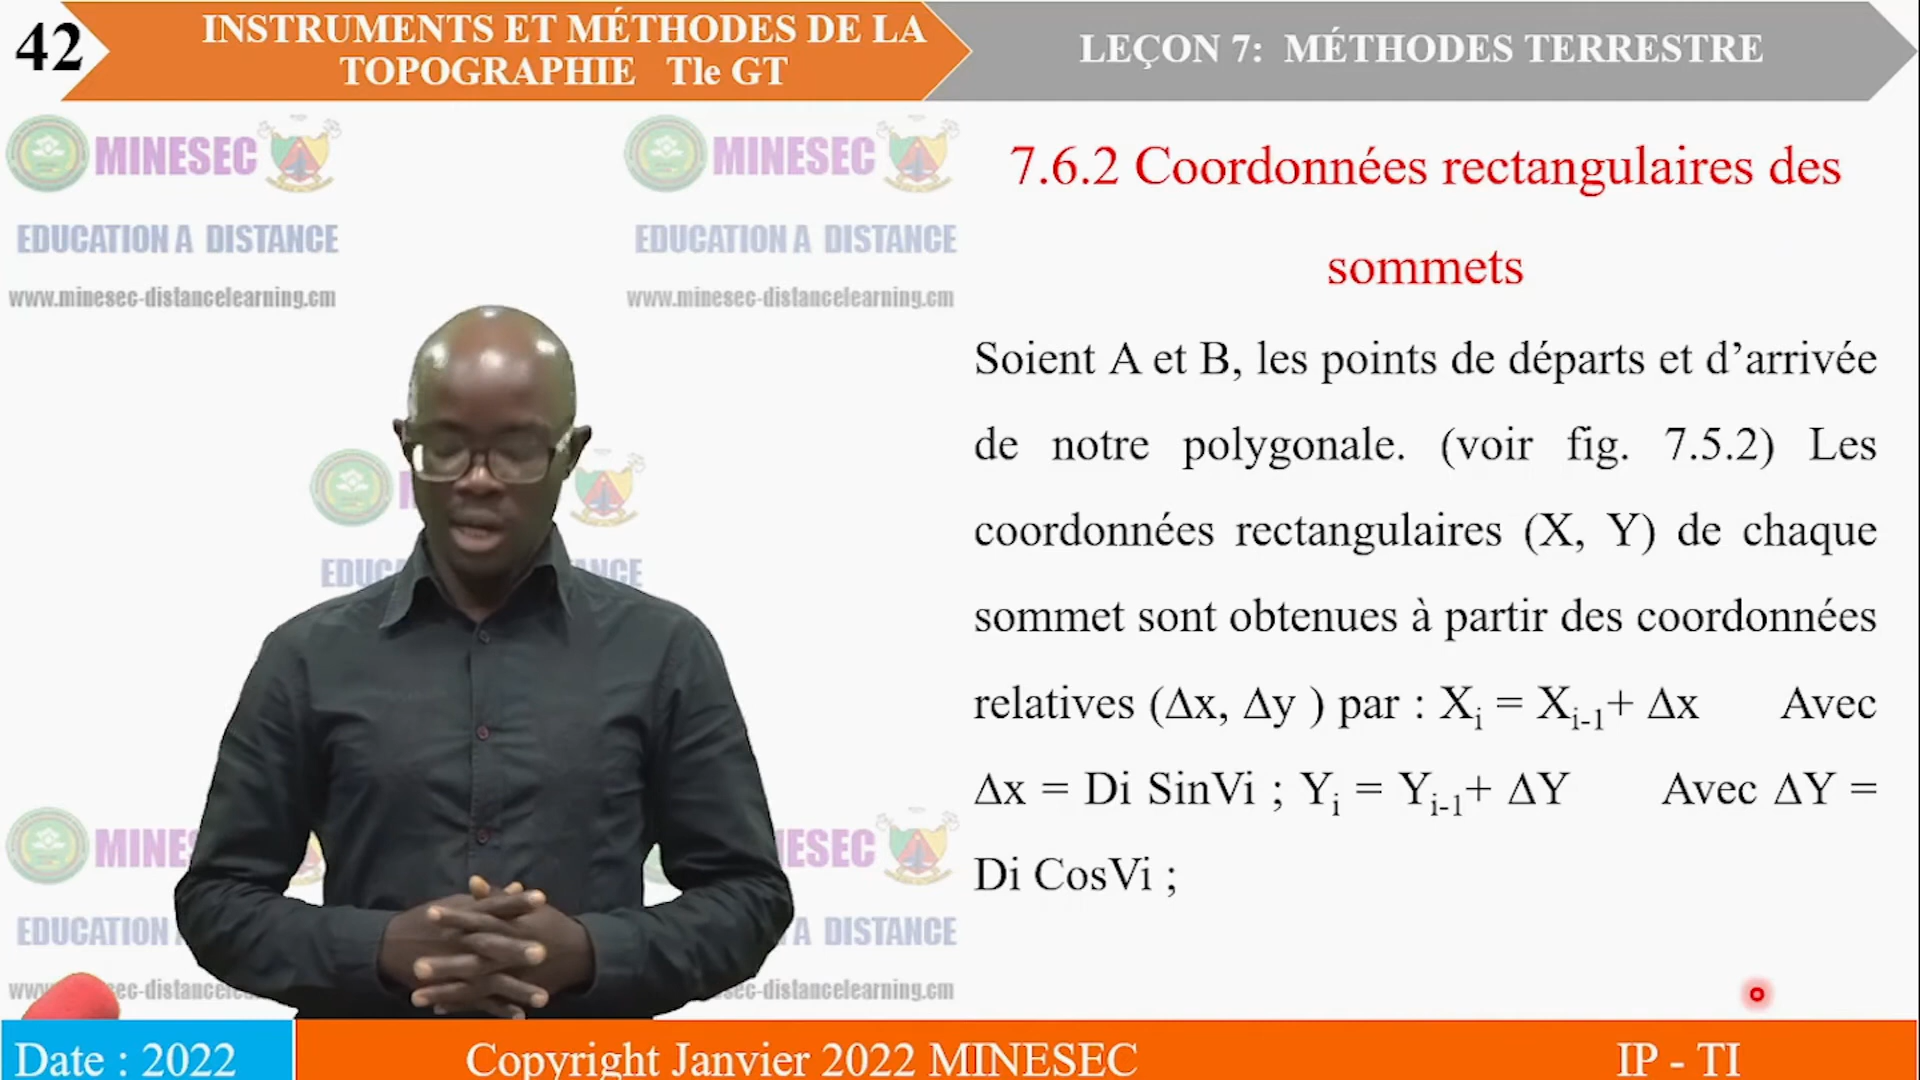 42
INSTRUMENTS ET MÉTHODES DE LA
TOPOGRAPHIE Tle GT
LEÇON 7: MÉTHODES TERRESTRE
MINESEC
EDUCATION A DISTANCE
www.minesec-distancelearning.cm
MINESEC
EDUCATION A DISTANCE
www.minesec-distancelearning.cm
7.6.2 Coordonnées rectangulaires des
sommets
Soient A et B, les points de départs et d’arrivée
de notre polygonale. (voir fig. 7.5.2) Les
coordonnées rectangulaires (X, Y) de chaque
sommet sont obtenues à partir des coordonnées
relatives (Δx, Δy ) par : Xi = Xi-1+ Δx Avec
Δx = Di SinVi ; Yi = Yi-1+ ΔY Avec ΔY =
Di CosVi ;
EDUCATION
A DISTANCE
Date : 2022
Copyright Janvier 2022 MINESEC
IP - TI